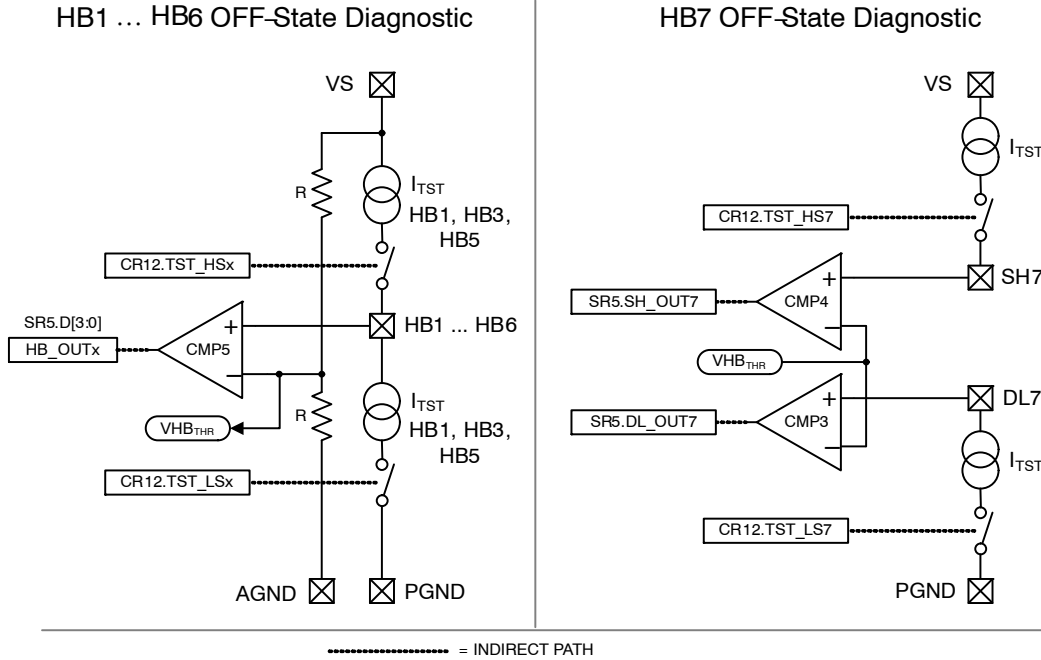 HB1 ... HB6 OFF–State Diagnostic
VS
R
I_TST
HB1, HB3,
HB5
CR12.TST_HSx
SR5.D[3:0]
HB_OUTx
+
–
CMP5
HB1 ... HB6
VHB_THR
R
I_TST
HB1, HB3,
HB5
CR12.TST_LSx
AGND
PGND
HB7 OFF–State Diagnostic
VS
I_TST
CR12.TST_HS7
SH7
+
–
CMP4
SR5.SH_OUT7
VHB_THR
+
–
CMP3
SR5.DL_OUT7
DL7
I_TST
CR12.TST_LS7
PGND
= INDIRECT PATH